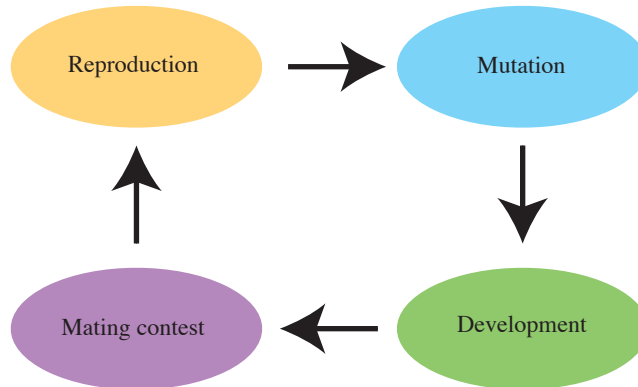 Reproduction
Mutation
Mating contest
Development